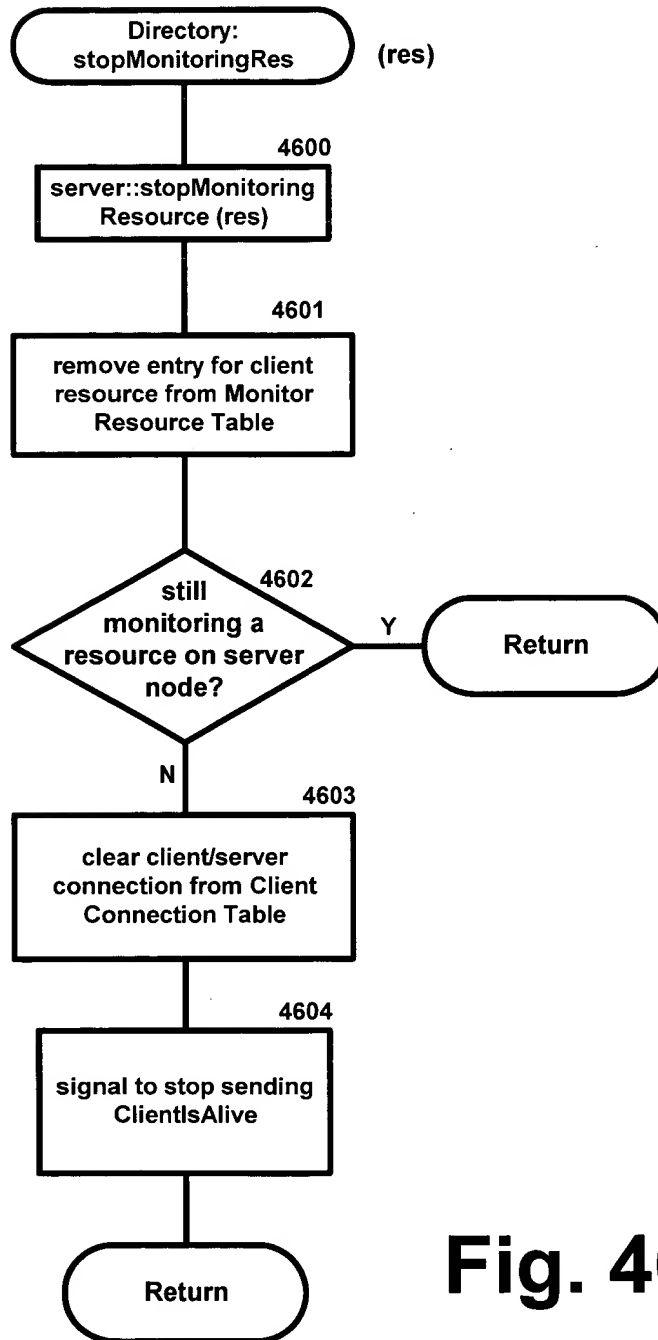 Directory:
stopMonitoringRes
(res)
4600
server::stopMonitoring
Resource (res)
4601
remove entry for client
resource from Monitor
Resource Table
4602
still
monitoring a
resource on server
node?
Y
Return
N
4603
clear client/server
connection from Client
Connection Table
4604
signal to stop sending
ClientIsAlive
Return
Fig. 4